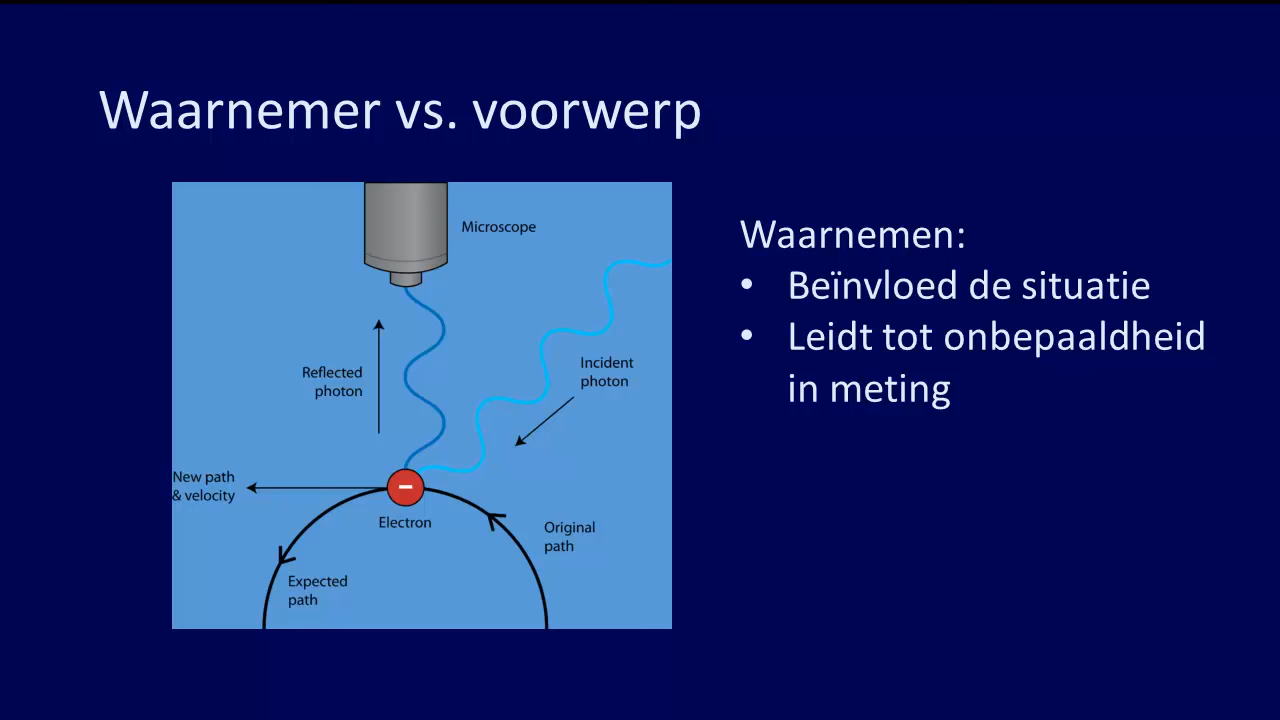 Waarnemer vs. voorwerp
Microscope
Reflected
photon
Incident
photon
New path
& velocity
Electron
Original
path
Expected
path
Waarnemen:
• Beïnvloed de situatie
• Leidt tot onbepaaldheid
in meting